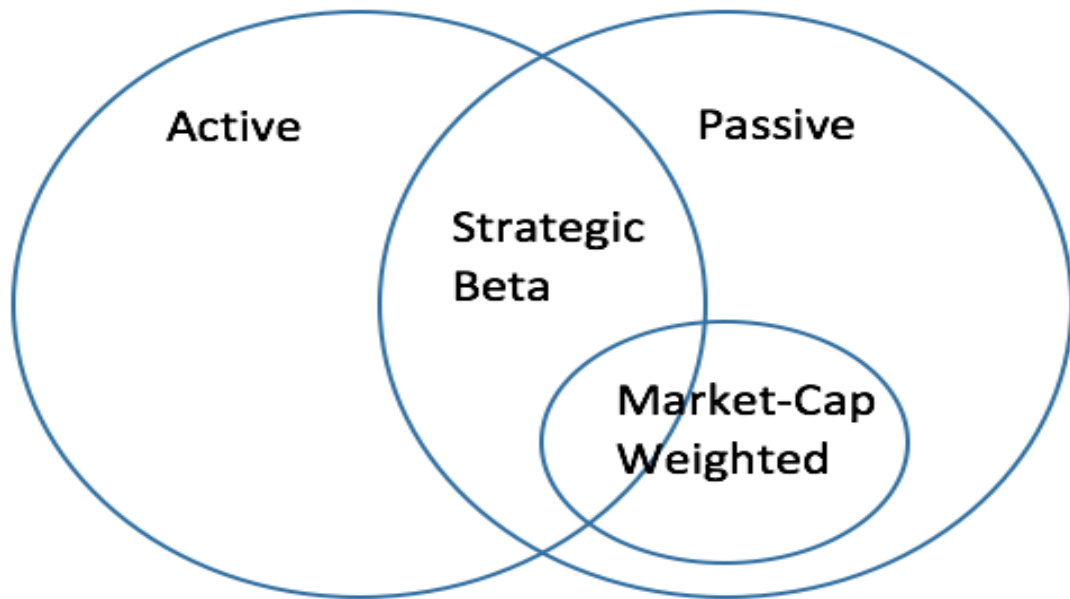 Active
Passive
Strategic
Beta
Market-Cap
Weighted